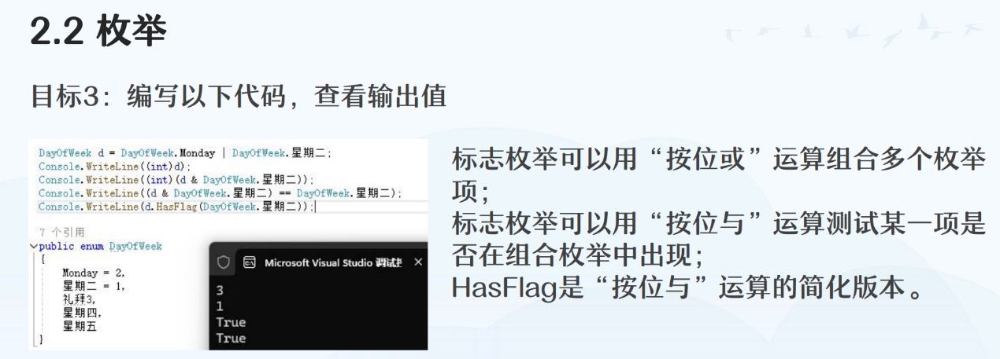 2.2 枚举
目标3：编写以下代码，查看输出值
DayOfWeek d = DayOfWeek.Monday | DayOfWeek.星期二;
Console.WriteLine((int)d);
Console.WriteLine((int)(d & DayOfWeek.星期二));
Console.WriteLine((d & DayOfWeek.星期二) == DayOfWeek.星期二);
Console.WriteLine(d.HasFlag(DayOfWeek.星期二));
7 个引用
public enum DayOfWeek
{
Monday = 2,
星期二 = 1,
礼拜3,
星期四,
星期五
}
Microsoft Visual Studio 调试
3
1
True
True
标志枚举可以用“按位或”运算组合多个枚举
项；
标志枚举可以用“按位与”运算测试某一项是
否在组合枚举中出现；
HasFlag是“按位与”运算的简化版本。